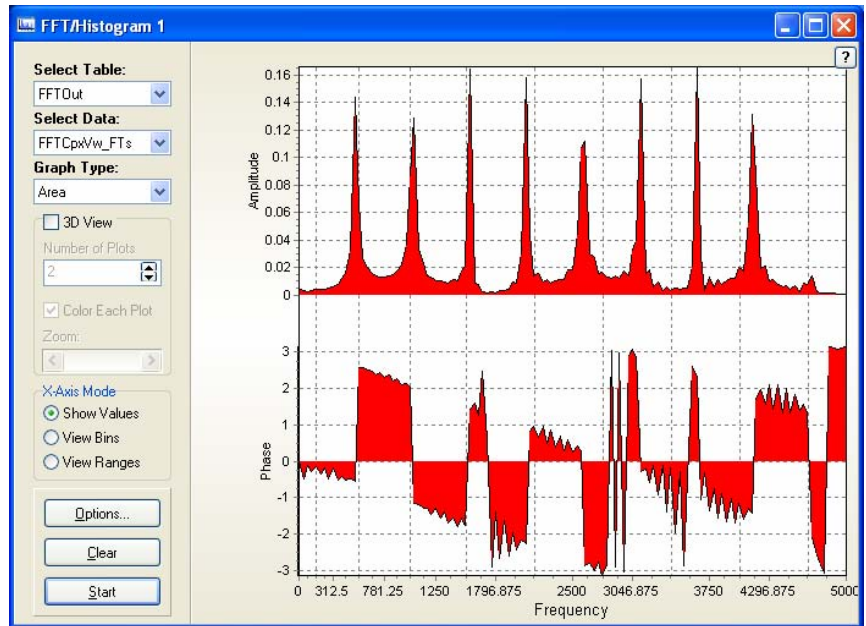 FFT/Histogram 1
?
Select Table:
FFTOut
Select Data:
FFTCpxVw_FTs
Graph Type:
Area
3D View
Number of Plots
2
Color Each Plot
Zoom:
X-Axis Mode
Show Values
View Bins
View Ranges
Options...
Clear
Start
Amplitude
0.16
0.14
0.12
0.1
0.08
0.06
0.04
0.02
0
Phase
3
2
1
0
-1
-2
-3
0 312.5 781.25 1250 1796.875 2500 3046.875 3750 4296.875 5000
Frequency